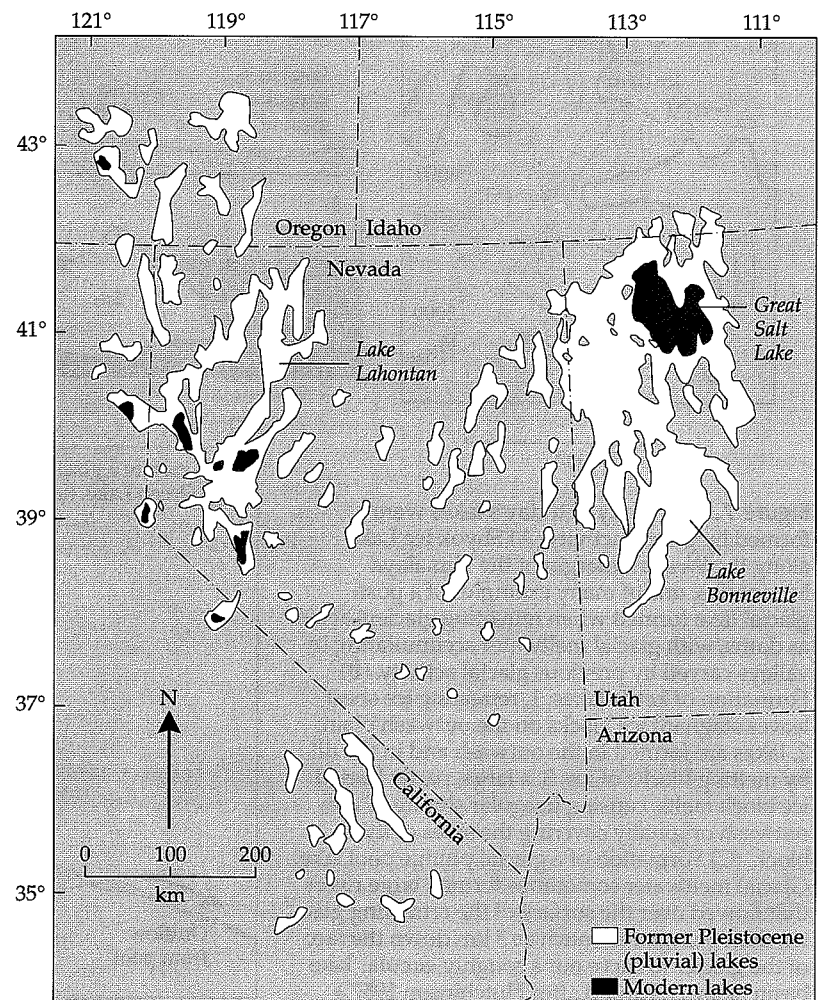 121° 119° 117° 115° 113° 111°
43°
Oregon Idaho
Nevada
41°
Great
Salt
Lake
Lake
Lahontan
39°
Lake
Bonneville
37°
N
Utah
Arizona
California
0 100 200
km
35°
Former Pleistocene
(pluvial) lakes
Modern lakes